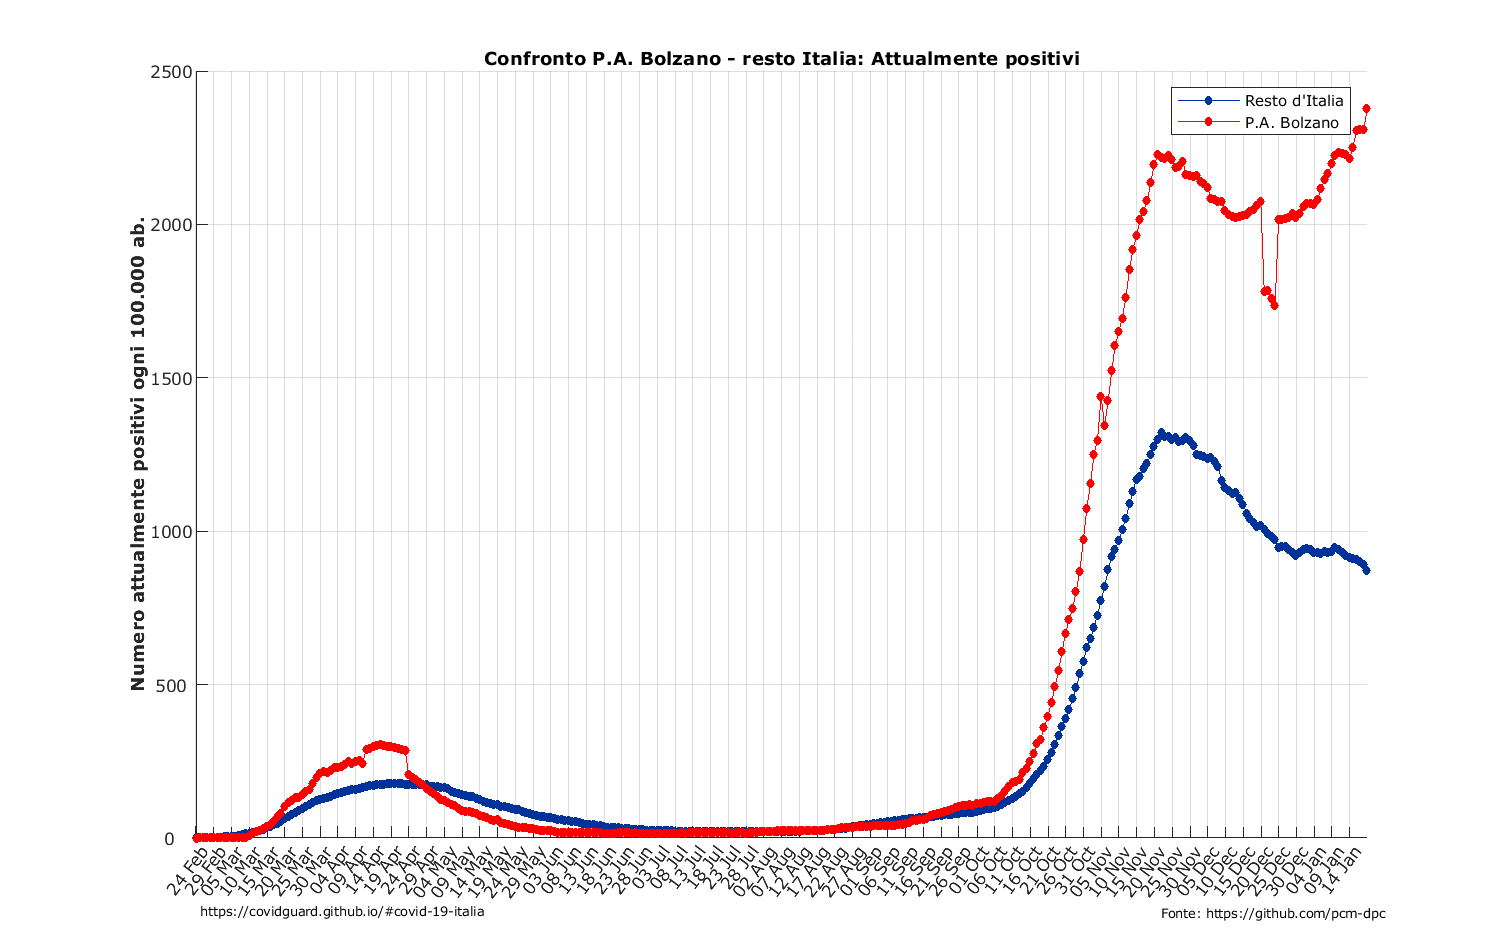 Confronto P.A. Bolzano - resto Italia: Attualmente positivi
Resto d'Italia
P.A. Bolzano
Numero attualmente positivi ogni 100.000 ab.
2500
2000
1500
1000
500
0
24 Feb
29 Feb
05 Mar
10 Mar
15 Mar
20 Mar
25 Mar
30 Mar
04 Apr
09 Apr
14 Apr
19 Apr
24 Apr
29 Apr
04 May
09 May
14 May
19 May
24 May
29 May
03 Jun
08 Jun
13 Jun
18 Jun
23 Jun
28 Jun
03 Jul
08 Jul
13 Jul
18 Jul
23 Jul
28 Jul
02 Aug
07 Aug
12 Aug
17 Aug
22 Aug
27 Aug
01 Sep
06 Sep
11 Sep
16 Sep
21 Sep
26 Sep
01 Oct
06 Oct
11 Oct
16 Oct
21 Oct
26 Oct
31 Oct
05 Nov
10 Nov
15 Nov
20 Nov
25 Nov
30 Nov
05 Dec
10 Dec
15 Dec
20 Dec
25 Dec
30 Dec
04 Jan
09 Jan
14 Jan
https://covidguard.github.io/#covid-19-italia
Fonte: https://github.com/pcm-dpc